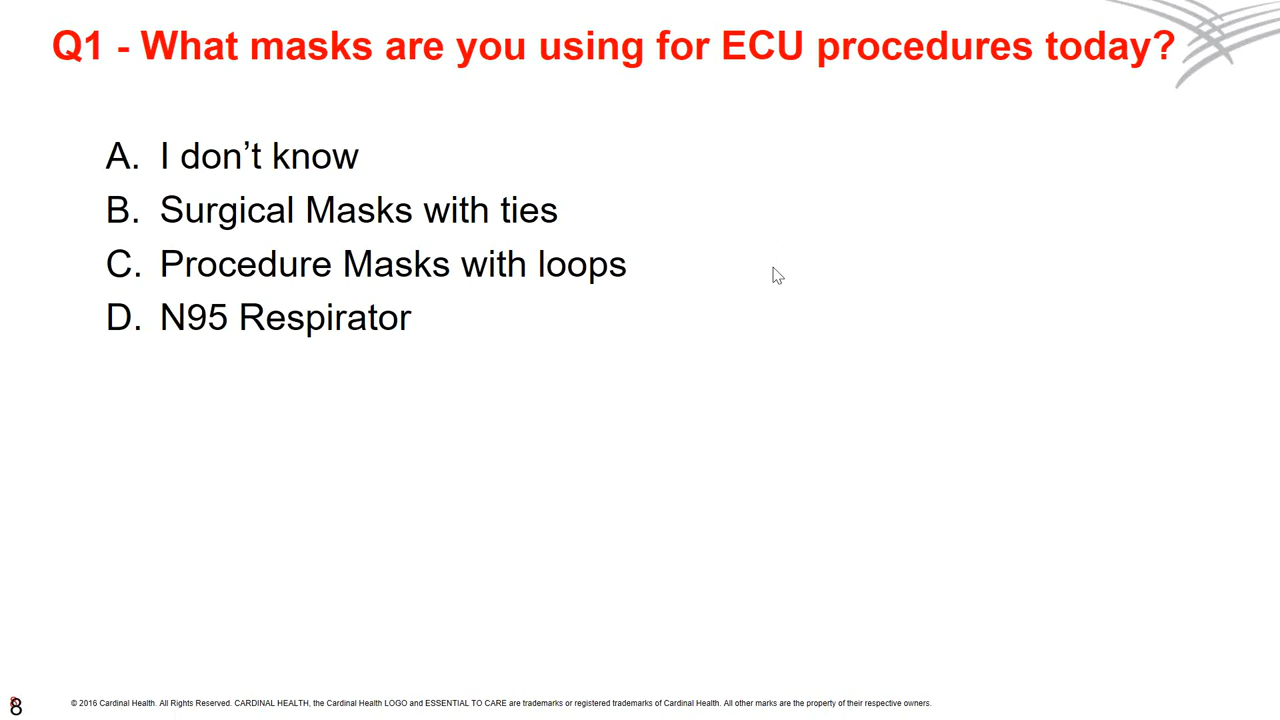 Q1 - What masks are you using for ECU procedures today?
A. I don’t know
B. Surgical Masks with ties
C. Procedure Masks with loops
D. N95 Respirator
8
© 2016 Cardinal Health. All Rights Reserved. CARDINAL HEALTH, the Cardinal Health LOGO and ESSENTIAL TO CARE are trademarks or registered trademarks of Cardinal Health. All other marks are the property of their respective owners.